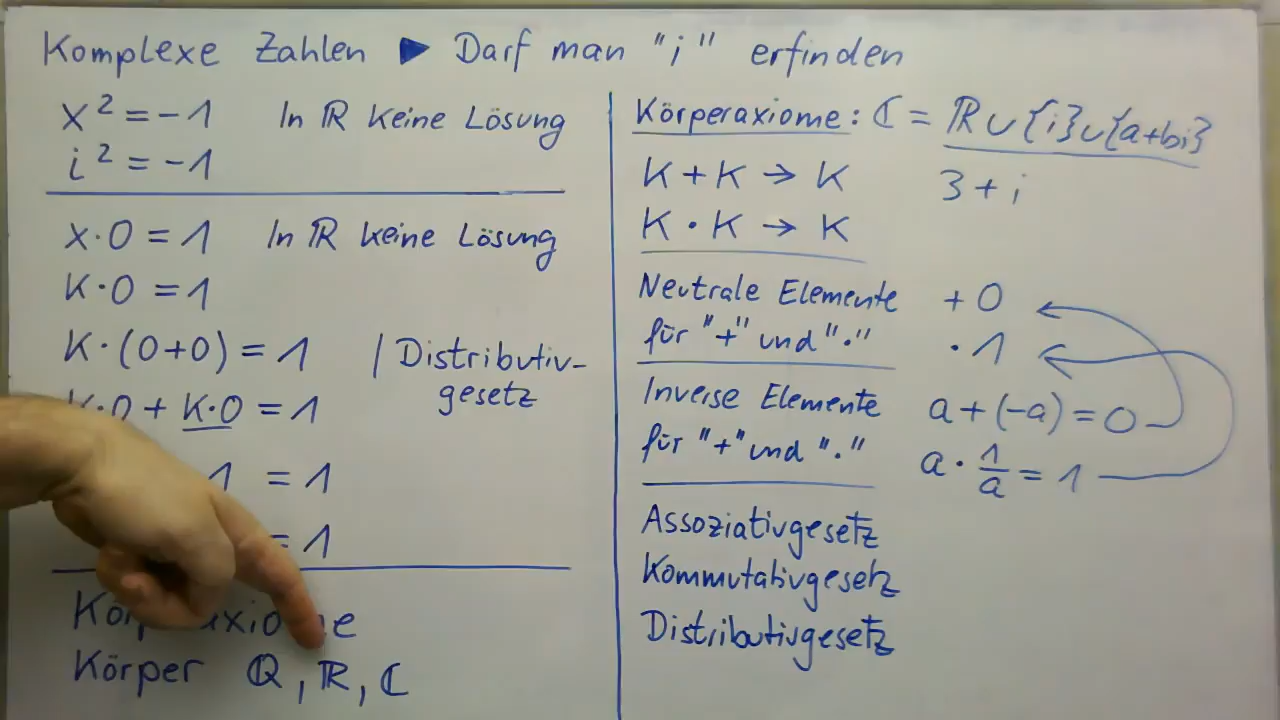 Komplexe Zahlen ▶ Darf man "i" erfinden
x² = -1 In ℝ keine Lösung
i² = -1
x·0 = 1 In ℝ keine Lösung
K·0 = 1
K·(0+0) = 1 | Distributiv-
gesetz
K·0 + K·0 = 1
1 = 1
= 1
Körper ℚ, ℝ, ℂ
Körperaxiome: ℂ = ℝ∪{i}∪{a+bi}
K + K → K 3 + i
K · K → K
Neutrale Elemente + 0
für "+" und "·" · 1
Inverse Elemente a + (-a) = 0
für "+" und "·" a · 1/a = 1
Assoziativgesetz
Kommutativgesetz
Distributivgesetz